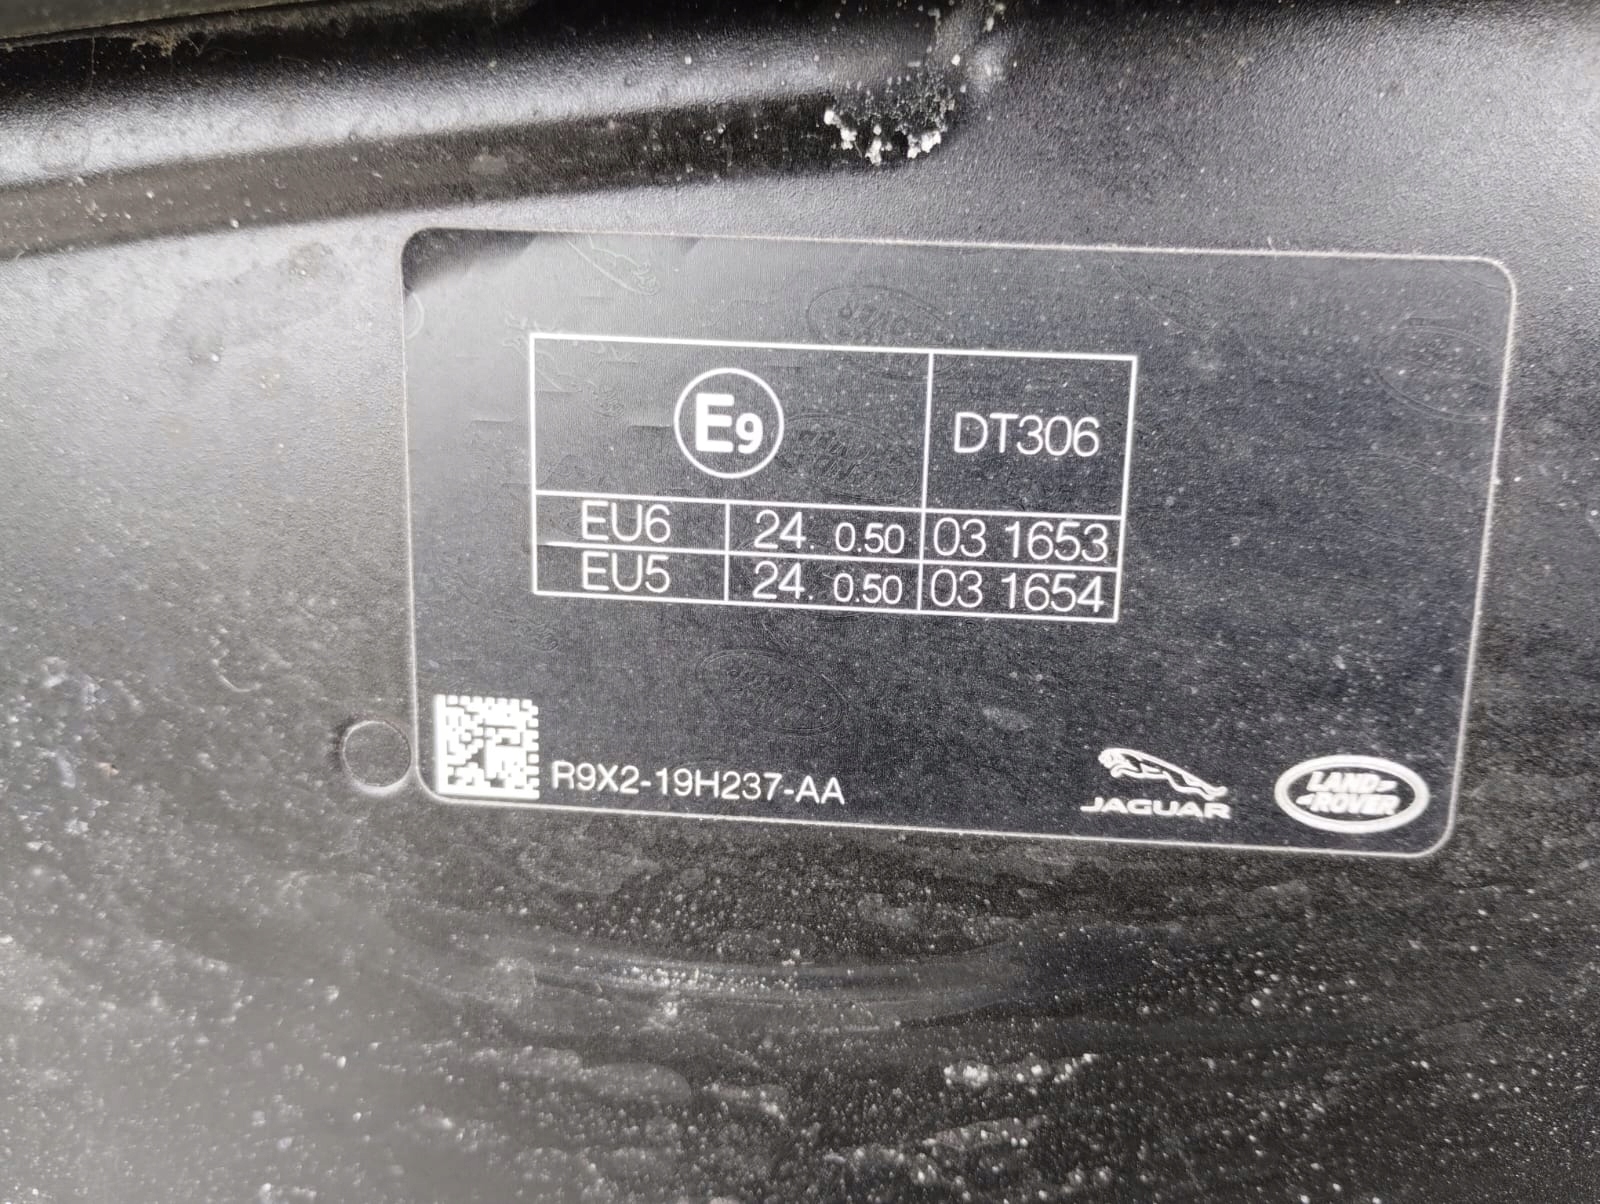 E9 DT306
EU6 24. 0.50 03 1653
EU5 24. 0.50 03 1654
R9X2-19H237-AA
JAGUAR
LAND
ROVER